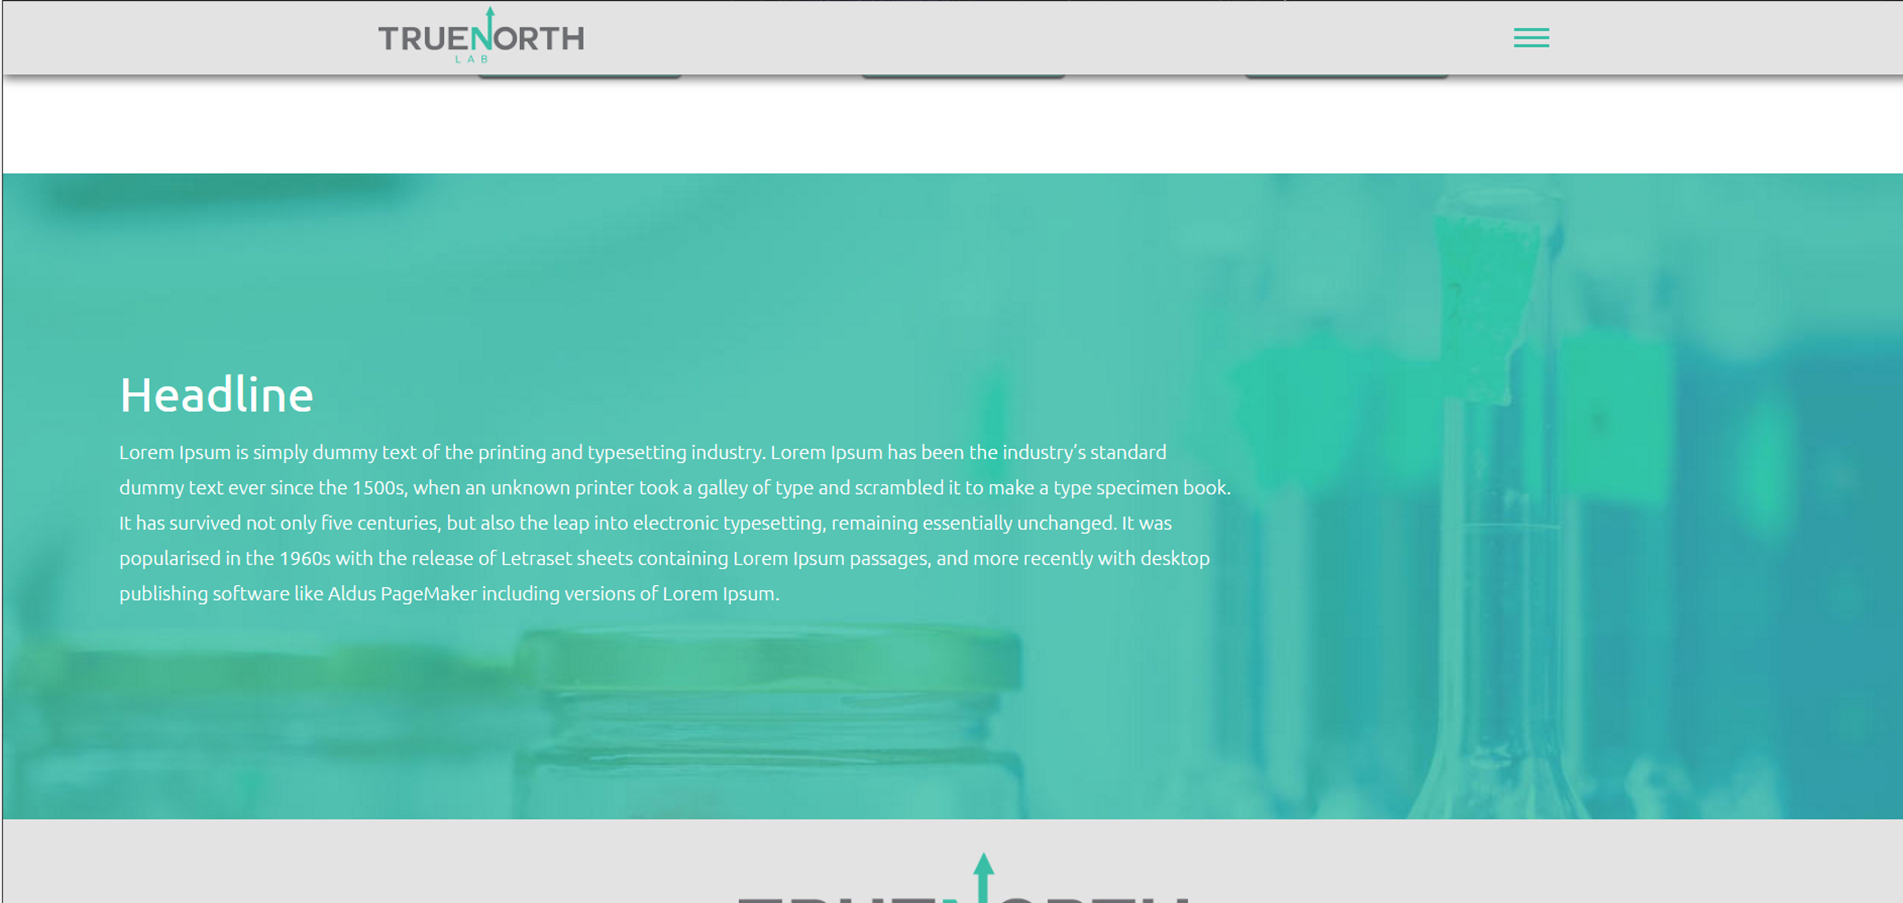 TRUENORTH
LAB
Headline
Lorem Ipsum is simply dummy text of the printing and typesetting industry. Lorem Ipsum has been the industry’s standard
dummy text ever since the 1500s, when an unknown printer took a galley of type and scrambled it to make a type specimen book.
It has survived not only five centuries, but also the leap into electronic typesetting, remaining essentially unchanged. It was
popularised in the 1960s with the release of Letraset sheets containing Lorem Ipsum passages, and more recently with desktop
publishing software like Aldus PageMaker including versions of Lorem Ipsum.
TRUENORTH